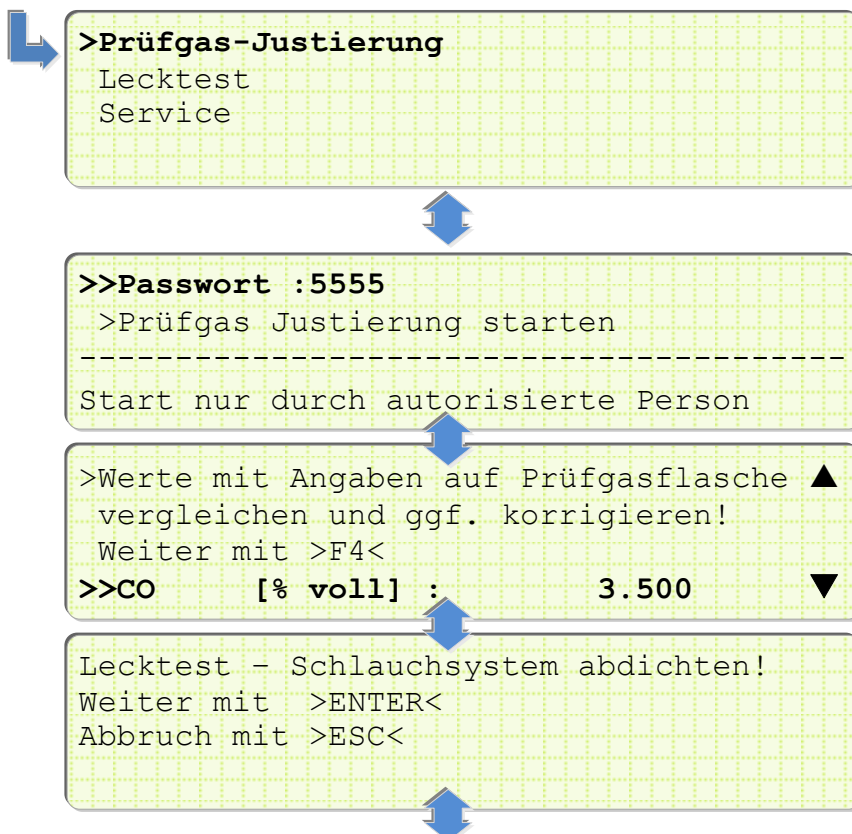 >Prüfgas-Justierung
Lecktest
Service
>>Passwort :5555
>Prüfgas Justierung starten
----------------------------------------
Start nur durch autorisierte Person
>Werte mit Angaben auf Prüfgasflasche ▲
vergleichen und ggf. korrigieren!
Weiter mit >F4<
>>CO [% voll] : 3.500 ▼
Lecktest – Schlauchsystem abdichten!
Weiter mit >ENTER<
Abbruch mit >ESC<